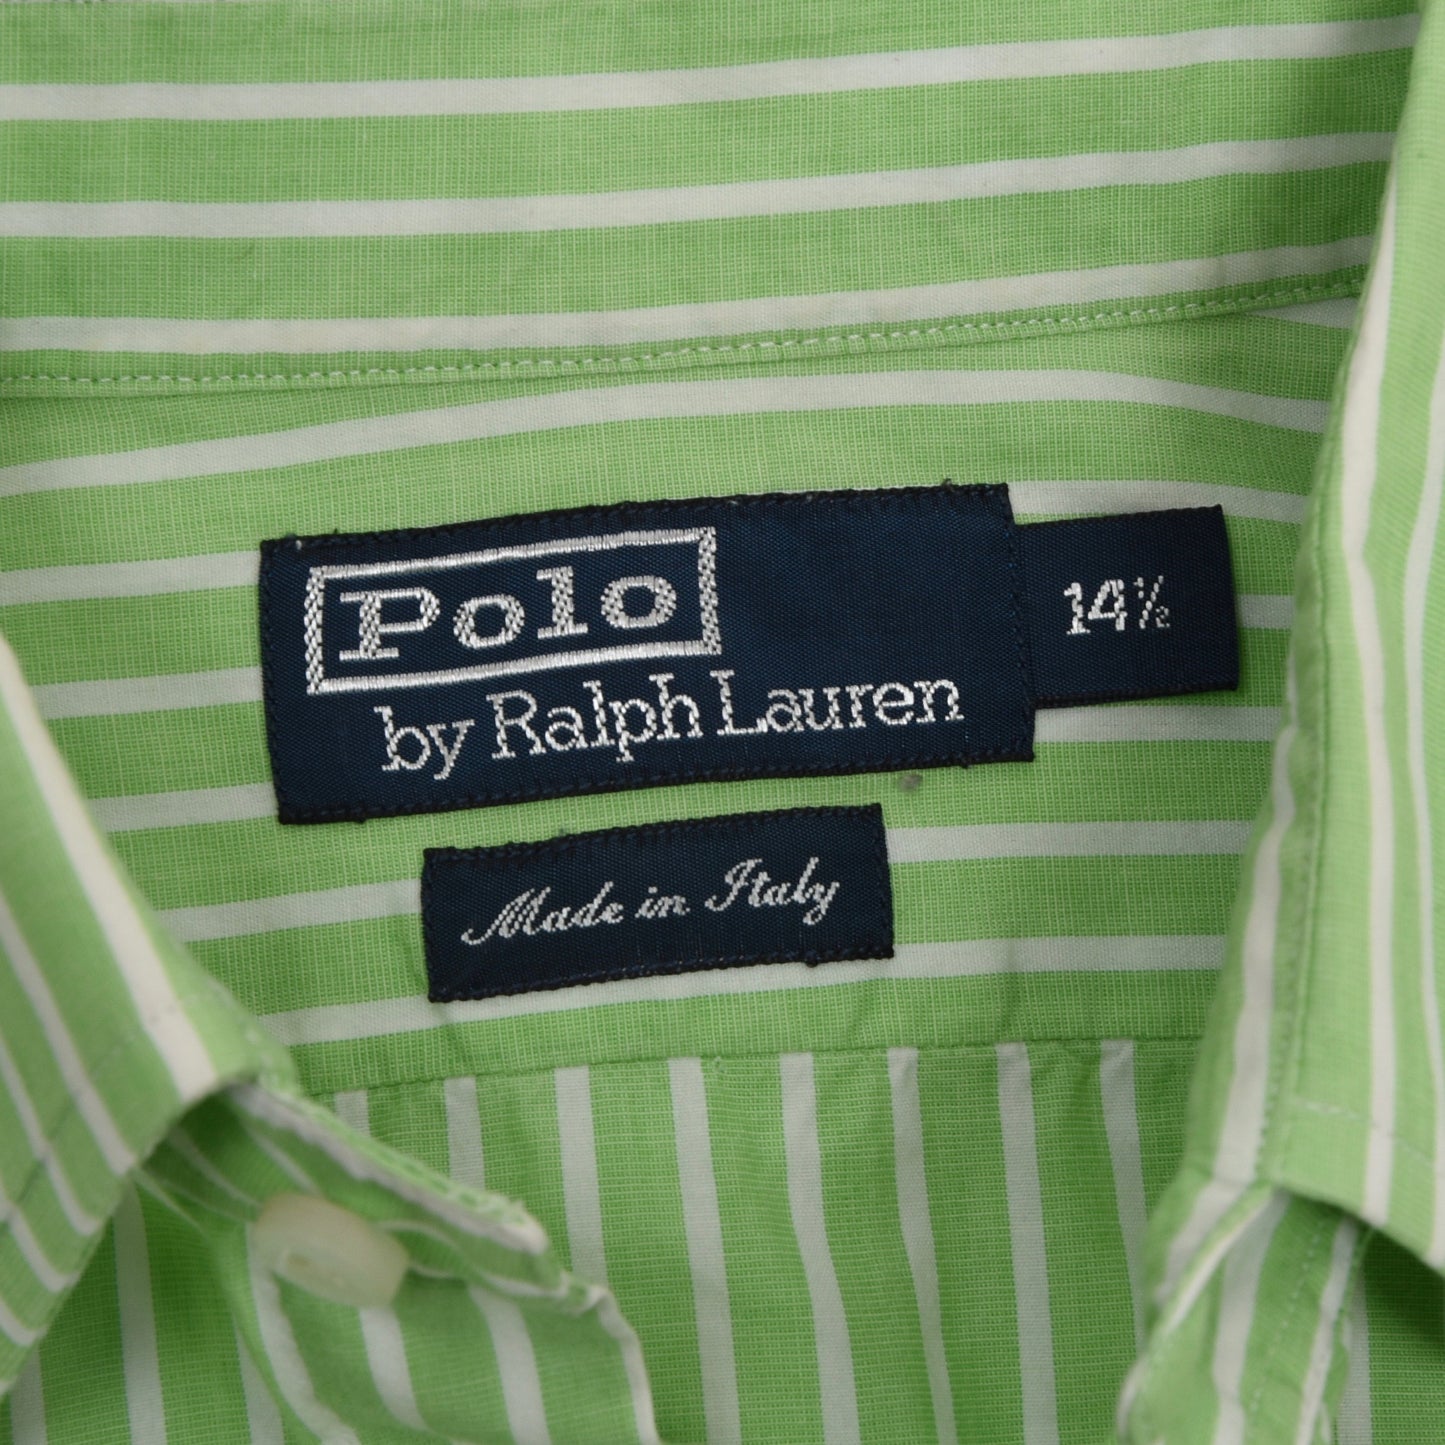 Polo
by Ralph Lauren
14½
Made in Italy